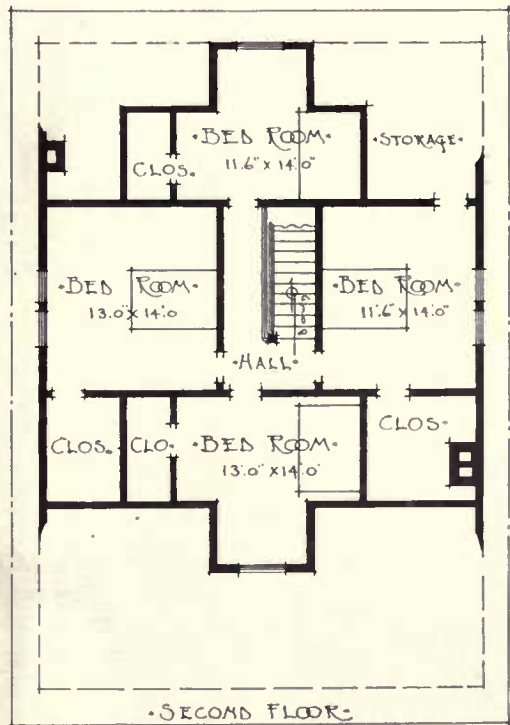 ·BED ROOM·
11.6" X 14.0"
·STORAGE·
CLOS.
·BED ROOM·
13.0" X 14.0
·BED ROOM·
11'.6" X 14'.0
·HALL·
CLOS.
CLO.
·BED ROOM·
13'.0" X 14'.0"
CLOS.
·SECOND FLOOR·